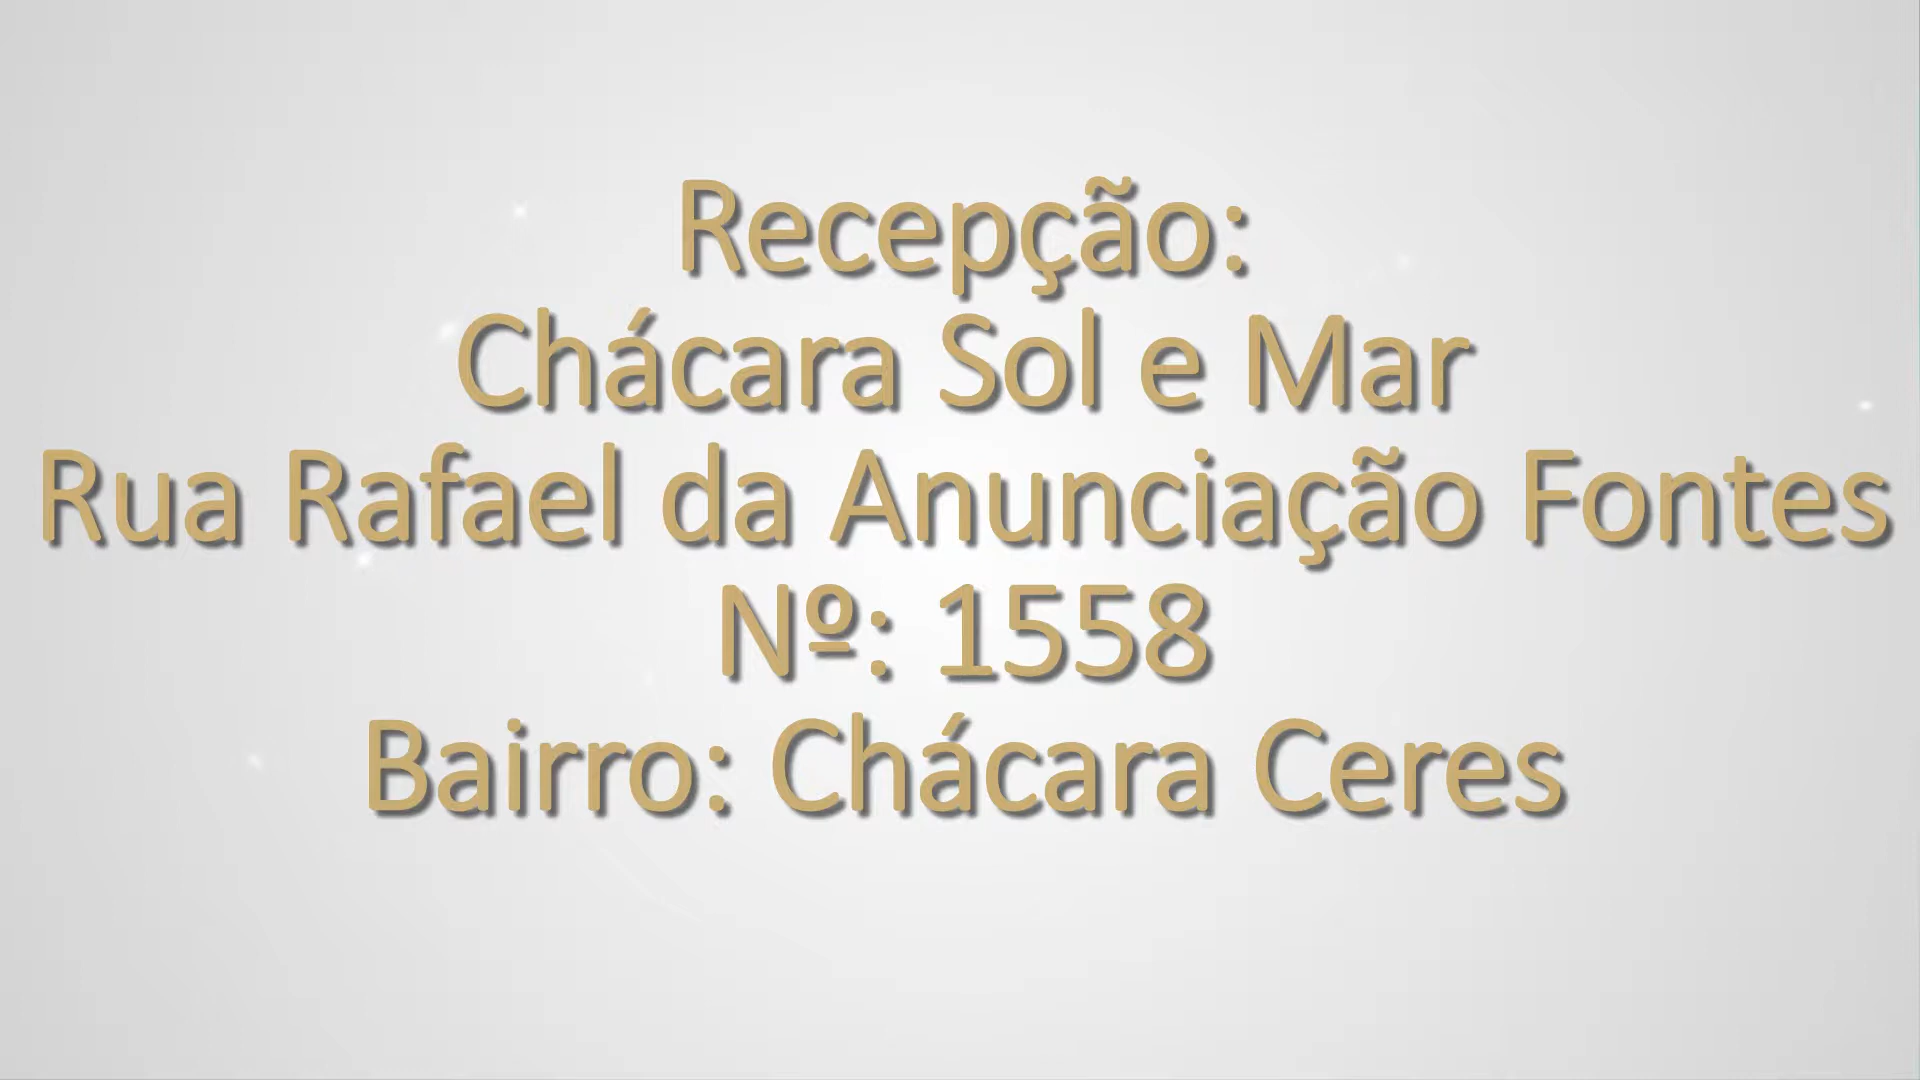 Recepção:
Chácara Sol e Mar
Rua Rafael da Anunciação Fontes
Nº: 1558
Bairro: Chácara Ceres